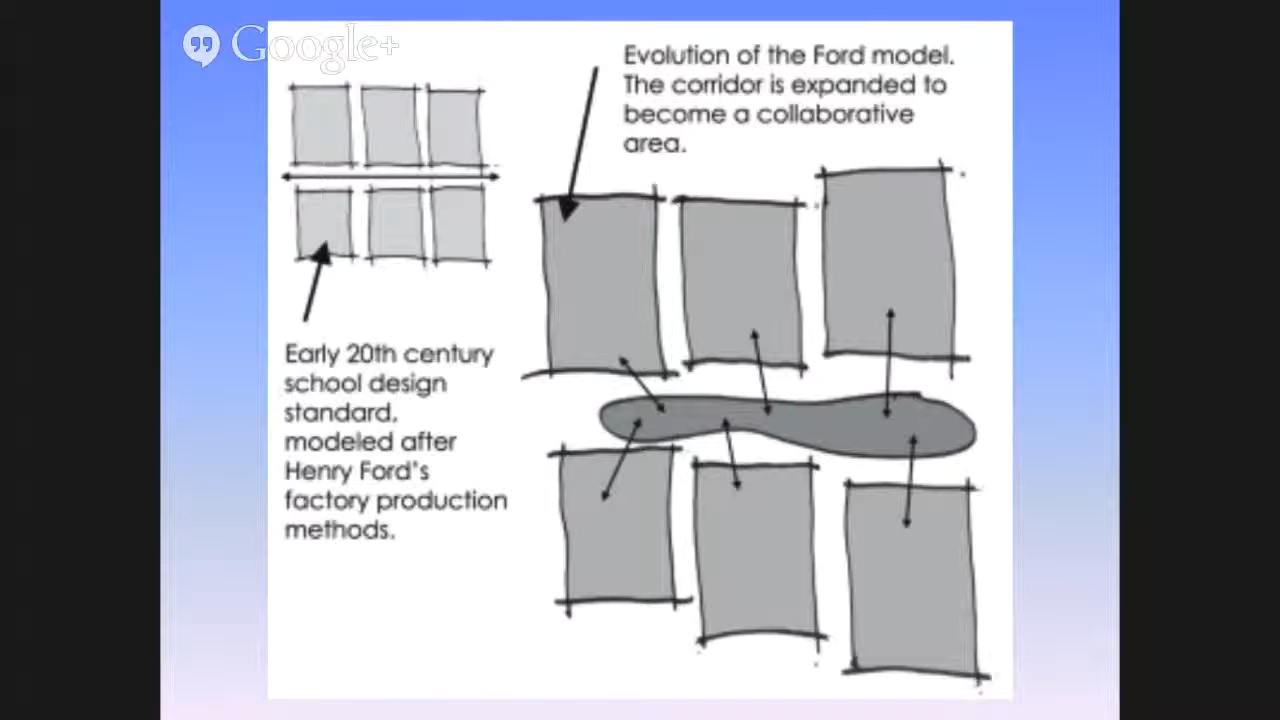 Google+
Evolution of the Ford model.
The corridor is expanded to
become a collaborative
area.
Early 20th century
school design
standard,
modeled after
Henry Ford's
factory production
methods.